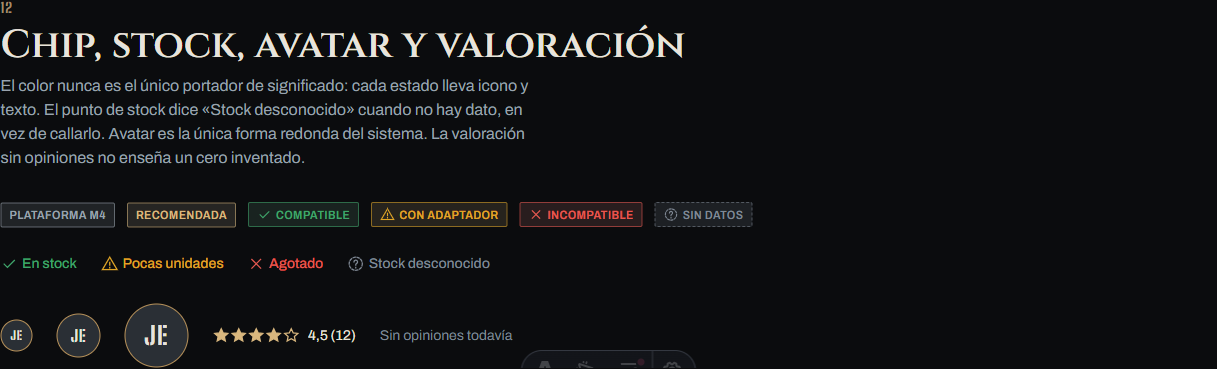 12
Chip, stock, avatar y valoración
El color nunca es el único portador de significado: cada estado lleva icono y
texto. El punto de stock dice «Stock desconocido» cuando no hay dato, en
vez de callarlo. Avatar es la única forma redonda del sistema. La valoración
sin opiniones no enseña un cero inventado.
PLATAFORMA M4 RECOMENDADA COMPATIBLE CON ADAPTADOR INCOMPATIBLE SIN DATOS
En stock Pocas unidades Agotado Stock desconocido
JE JE JE 4,5 (12) Sin opiniones todavía